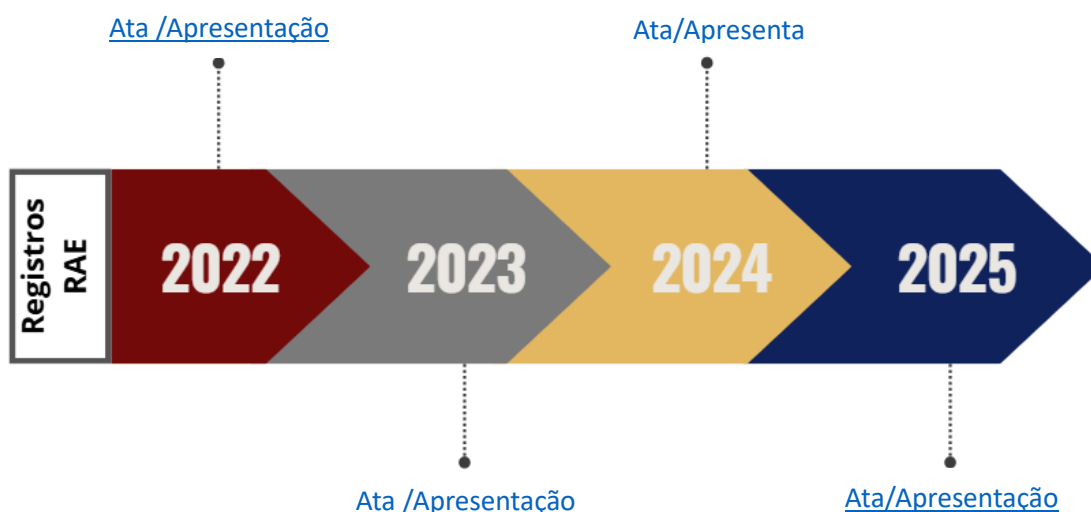 Ata /Apresentação
Ata/Apresenta
Registros
RAE
2022
2023
2024
2025
Ata /Apresentação
Ata/Apresentação